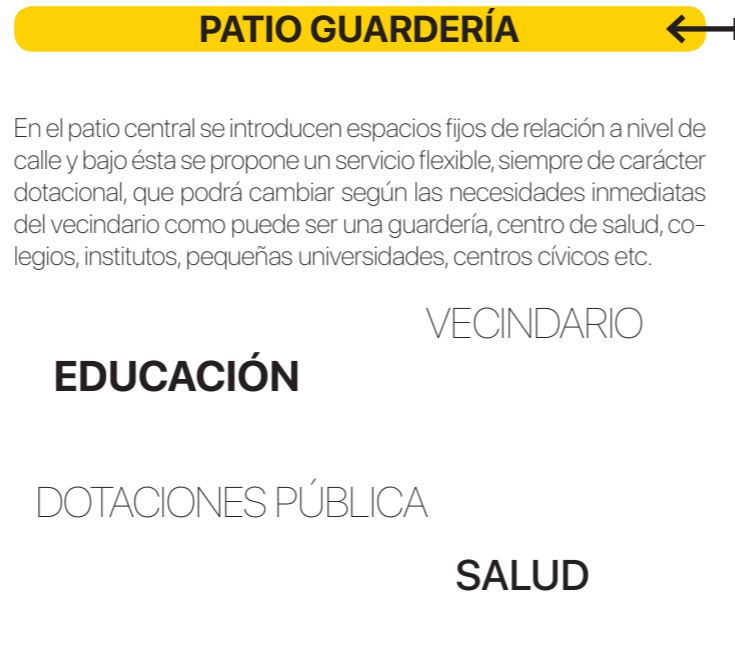 PATIO GUARDERÍA
En el patio central se introducen espacios fijos de relación a nivel de
calle y bajo ésta se propone un servicio flexible, siempre de carácter
dotacional, que podrá cambiar según las necesidades inmediatas
del vecindario como puede ser una guardería, centro de salud, co-
legios, institutos, pequeñas universidades, centros cívicos etc.
VECINDARIO
EDUCACIÓN
DOTACIONES PÚBLICA
SALUD